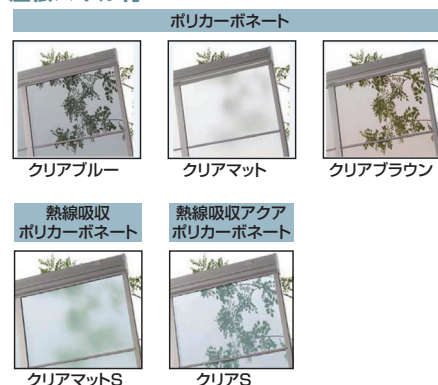 ポリカーボネート
クリアブルー
クリアマット
クリアブラウン
熱線吸収
ポリカーボネート
熱線吸収アクア
ポリカーボネート
クリアマットS
クリアS